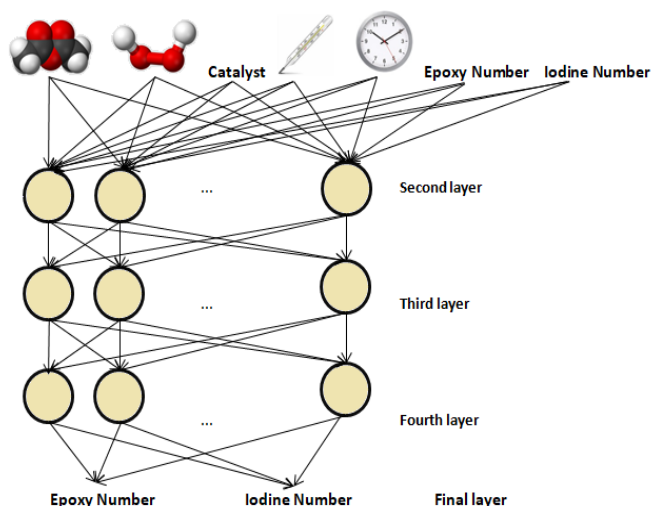 Catalyst Epoxy Number Iodine Number
... Second layer
... Third layer
... Fourth layer
Epoxy Number Iodine Number Final layer